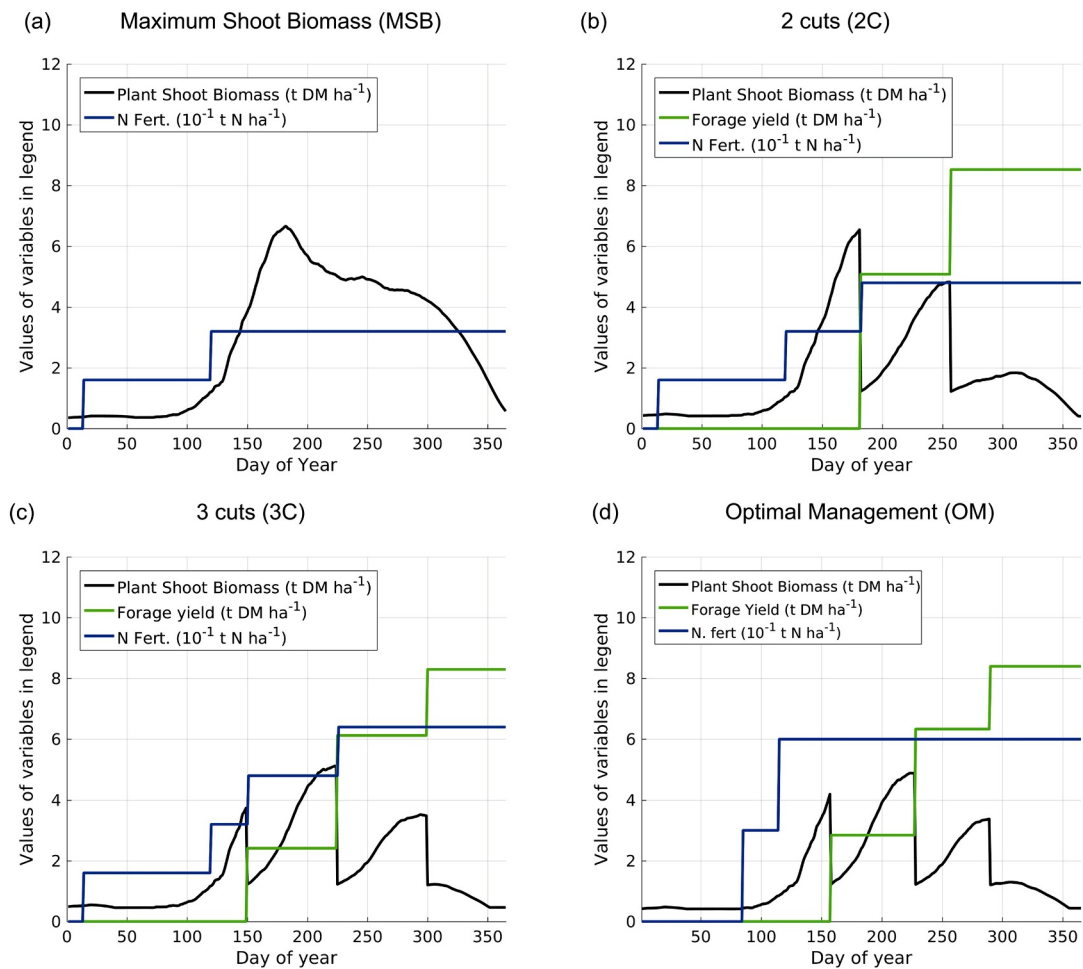 (a) Maximum Shoot Biomass (MSB)
12
10
8
6
4
2
0
Values of variables in legend
Plant Shoot Biomass (t DM ha⁻¹)
N Fert. (10⁻¹ t N ha⁻¹)
0 50 100 150 200 250 300 350
Day of Year
(b) 2 cuts (2C)
12
10
8
6
4
2
0
Values of variables in legend
Plant Shoot Biomass (t DM ha⁻¹)
Forage yield (t DM ha⁻¹)
N Fert. (10⁻¹ t N ha⁻¹)
0 50 100 150 200 250 300 350
Day of year
(c) 3 cuts (3C)
12
10
8
6
4
2
0
Values of variables in legend
Plant Shoot Biomass (t DM ha⁻¹)
Forage yield (t DM ha⁻¹)
N Fert. (10⁻¹ t N ha⁻¹)
0 50 100 150 200 250 300 350
Day of year
(d) Optimal Management (OM)
12
10
8
6
4
2
0
Values of variables in legend
Plant Shoot Biomass (t DM ha⁻¹)
Forage Yield (t DM ha⁻¹)
N. fert (10⁻¹ t N ha⁻¹)
0 50 100 150 200 250 300 350
Day of year